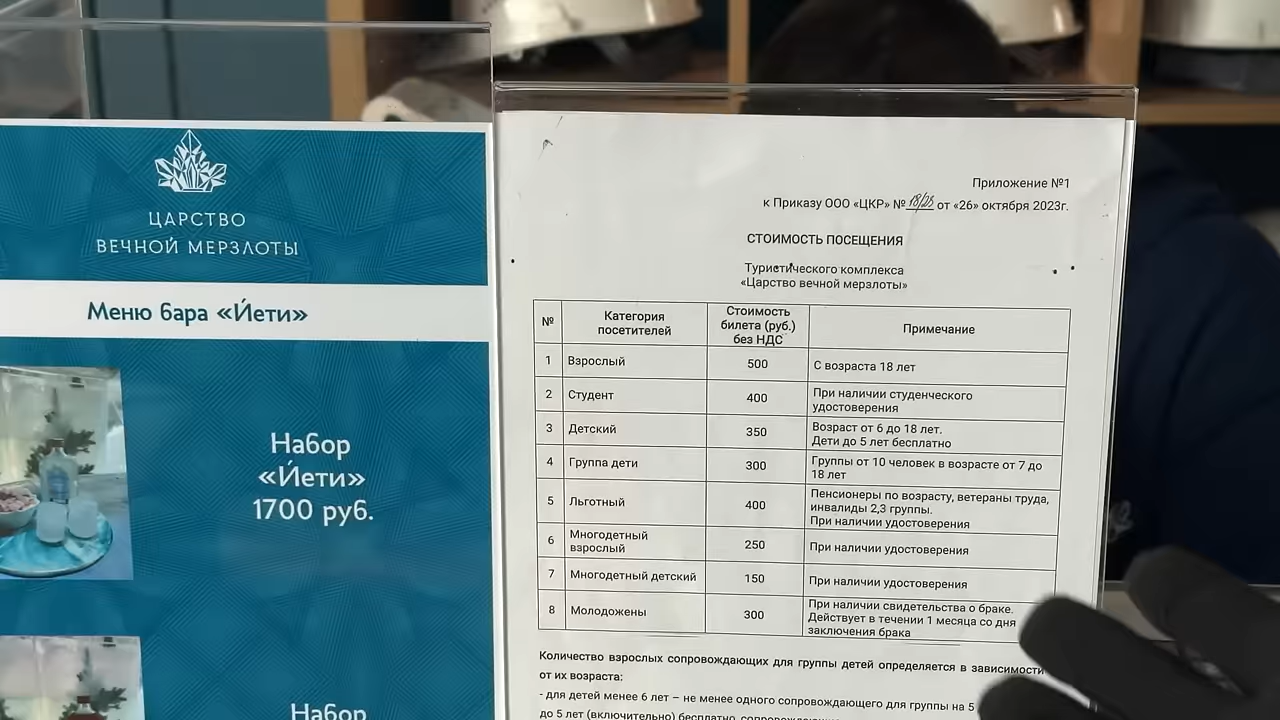 ЦАРСТВО
ВЕЧНОЙ МЕРЗЛОТЫ
Меню бара «Йети»
Набор
«Йети»
1700 руб.
Набор
Приложение №1
к Приказу ООО «ЦКР» № от «26» октября 2023г.
СТОИМОСТЬ ПОСЕЩЕНИЯ
Туристического комплекса
«Царство вечной мерзлоты»
№ Категория посетителей Стоимость билета (руб.) без НДС Примечание
1 Взрослый 500 С возраста 18 лет
2 Студент 400 При наличии студенческого удостоверения
3 Детский 350 Возраст от 6 до 18 лет. Дети до 5 лет бесплатно
4 Группа дети 300 Группы от 10 человек в возрасте от 7 до 18 лет
5 Льготный 400 Пенсионеры по возрасту, ветераны труда, инвалиды 2,3 группы. При наличии удостоверения
6 Многодетный взрослый 250 При наличии удостоверения
7 Многодетный детский 150 При наличии удостоверения
8 Молодожены 300 При наличии свидетельства о браке. Действует в течении 1 месяца со дня заключения брака
Количество взрослых сопровождающих для группы детей определяется в зависимости
от их возраста:
- для детей менее 6 лет – не менее одного сопровождающего для группы на 5
до 5 лет (включительно) бесплатно,